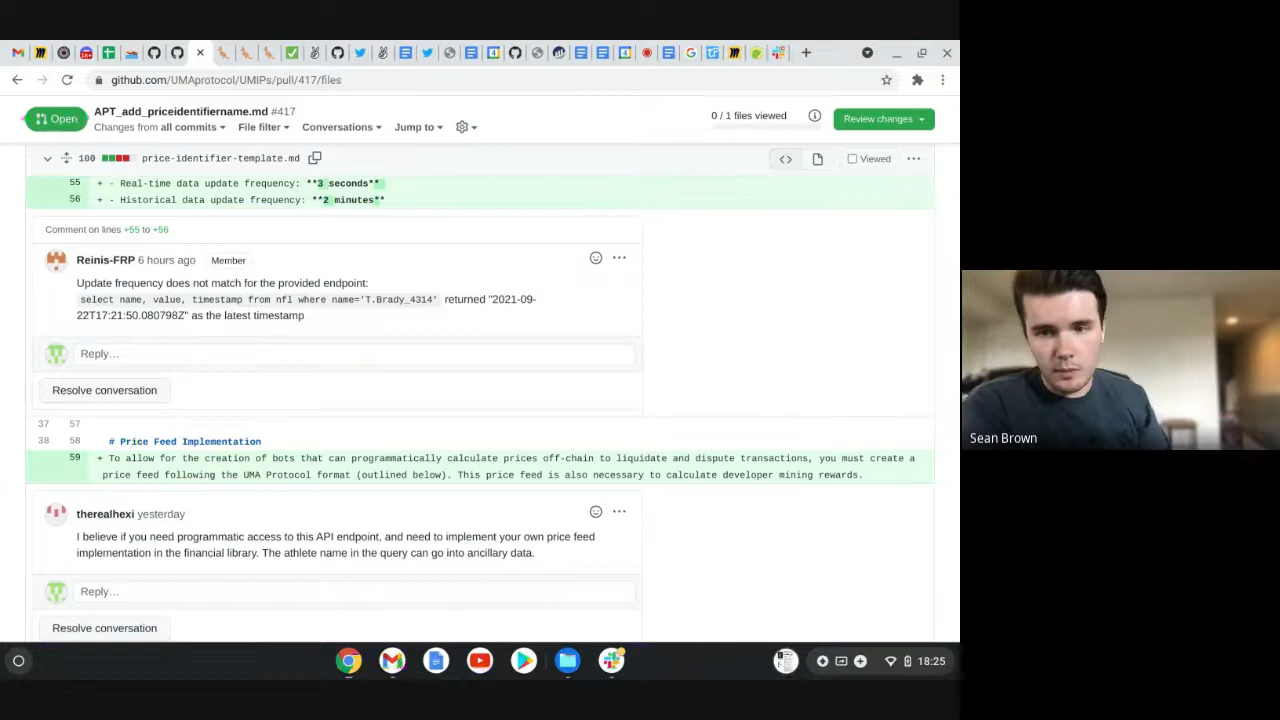 github.com/UMAprotocol/UMIPs/pull/417/files
Open
APT_add_priceidentifiername.md #417
Changes from all commits
File filter
Conversations
Jump to
0 / 1 files viewed
Review changes
100
price-identifier-template.md
Viewed
55 + - Real-time data update frequency: **3 seconds**
56 + - Historical data update frequency: **2 minutes**
Comment on lines +55 to +56
Reinis-FRP 6 hours ago Member
Update frequency does not match for the provided endpoint:
select name, value, timestamp from nfl where name='T.Brady_4314' returned "2021-09-
22T17:21:50.080798Z" as the latest timestamp
Reply…
Resolve conversation
37 57
38 58 # Price Feed Implementation
59 + To allow for the creation of bots that can programmatically calculate prices off-chain to liquidate and dispute transactions, you must create a
price feed following the UMA Protocol format (outlined below). This price feed is also necessary to calculate developer mining rewards.
therealhexi yesterday
I believe if you need programmatic access to this API endpoint, and need to implement your own price feed
implementation in the financial library. The athlete name in the query can go into ancillary data.
Reply…
Resolve conversation
18:25
Sean Brown